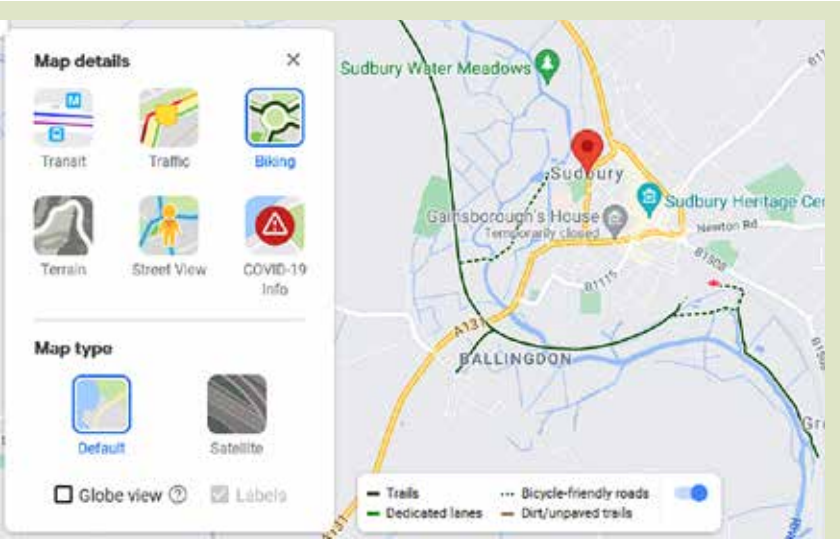 Map details
Transit
Traffic
Biking
Terrain
Street View
COVID-19
Info
Map type
Default
Satellite
Globe view
Labels
Sudbury Water Meadows
Sudbury
Sudbury Heritage Cer
Gainsborough's House
Temporarily closed
Newton Rd
B1508
B1115
A131
BALLINGDON
A131
Trails
Bicycle-friendly roads
Dedicated lanes
Dirt/unpaved trails